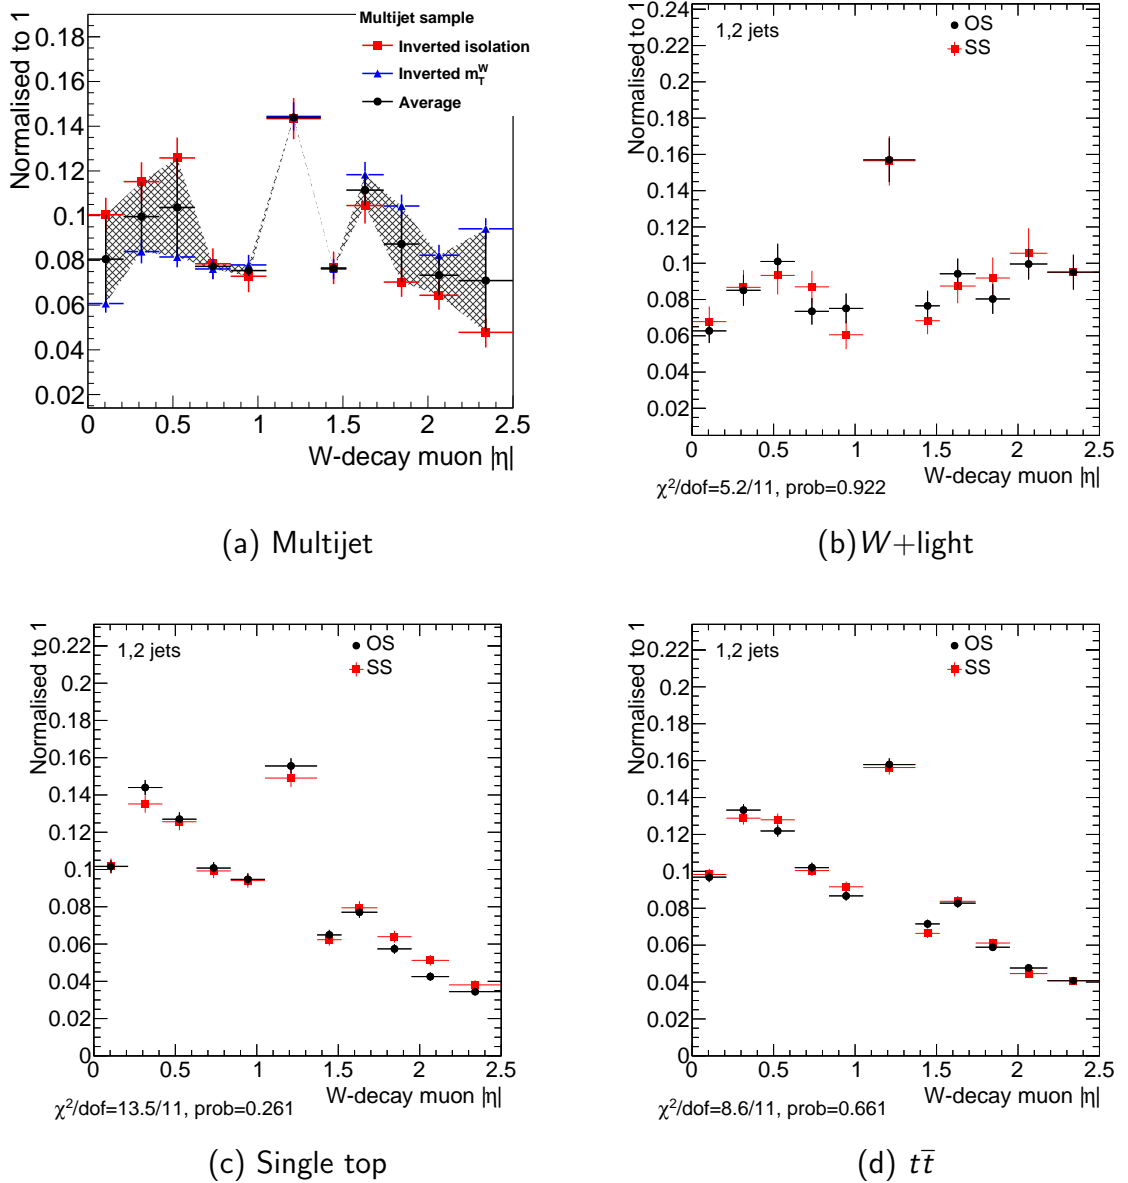 Normalised to 1
0.18
0.16
0.14
0.12
0.1
0.08
0.06
0.04
0.02
Multijet sample
Inverted isolation
Inverted m_T^W
Average
0 0.5 1 1.5 2 2.5
W-decay muon |η|
(a) Multijet
Normalised to 1
0.24
0.22
0.2
0.18
0.16
0.14
0.12
0.1
0.08
0.06
0.04
0.02
1,2 jets
OS
SS
0 0.5 1 1.5 2 2.5
W-decay muon |η|
χ²/dof=5.2/11, prob=0.922
(b) W+light
Normalised to 1
0.22
0.2
0.18
0.16
0.14
0.12
0.1
0.08
0.06
0.04
0.02
0
1,2 jets
OS
SS
0 0.5 1 1.5 2 2.5
W-decay muon |η|
χ²/dof=13.5/11, prob=0.261
(c) Single top
Normalised to 1
0.22
0.2
0.18
0.16
0.14
0.12
0.1
0.08
0.06
0.04
0.02
0
1,2 jets
OS
SS
0 0.5 1 1.5 2 2.5
W-decay muon |η|
χ²/dof=8.6/11, prob=0.661
(d) tt̄